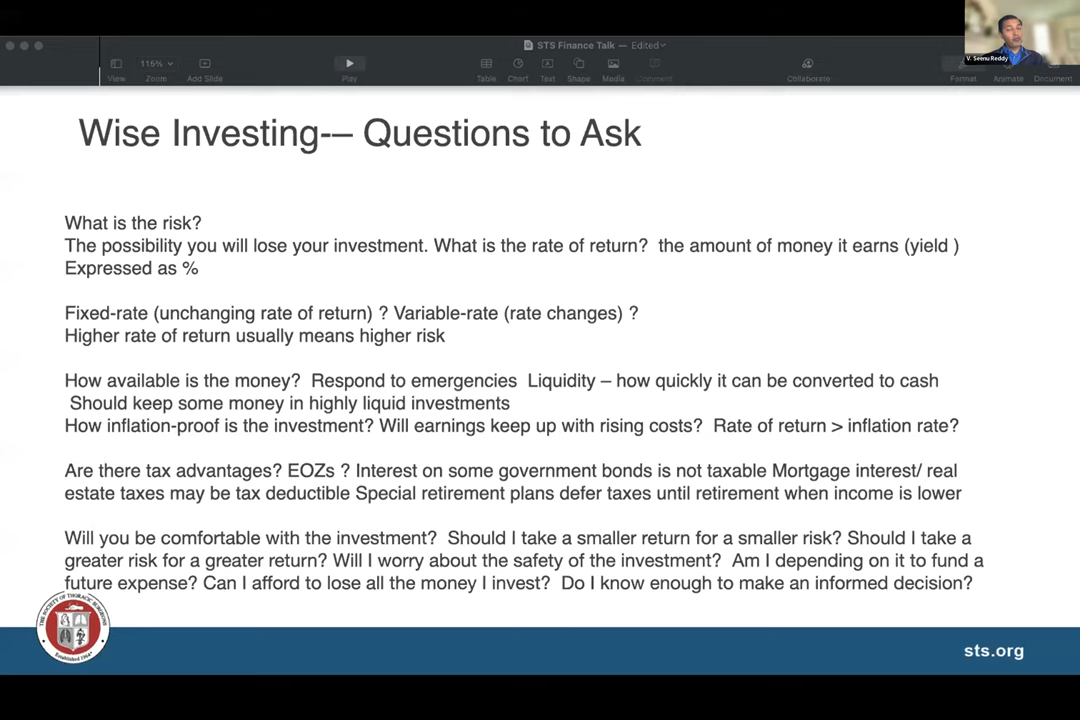 STS Finance Talk — Edited
V. Seenu Reddy
115%
View
Zoom
Add Slide
Play
Table
Chart
Text
Shape
Media
Comment
Collaborate
Format
Animate
Document
Wise Investing-– Questions to Ask
What is the risk?
The possibility you will lose your investment. What is the rate of return?  the amount of money it earns (yield )
Expressed as %
Fixed-rate (unchanging rate of return) ? Variable-rate (rate changes) ?
Higher rate of return usually means higher risk
How available is the money?  Respond to emergencies  Liquidity – how quickly it can be converted to cash
Should keep some money in highly liquid investments
How inflation-proof is the investment? Will earnings keep up with rising costs?  Rate of return > inflation rate?
Are there tax advantages? EOZs ? Interest on some government bonds is not taxable Mortgage interest/ real
estate taxes may be tax deductible Special retirement plans defer taxes until retirement when income is lower
Will you be comfortable with the investment?  Should I take a smaller return for a smaller risk? Should I take a
greater risk for a greater return? Will I worry about the safety of the investment?  Am I depending on it to fund a
future expense? Can I afford to lose all the money I invest?  Do I know enough to make an informed decision?
THE SOCIETY OF THORACIC SURGEONS
Established 1964
sts.org